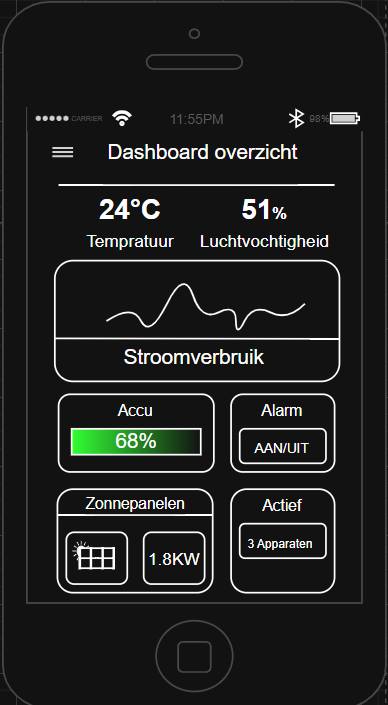 CARRIER 11:55PM 98%
Dashboard overzicht
24°C 51%
Tempratuur Luchtvochtigheid
Stroomverbruik
Accu Alarm
68%
AAN/UIT
Zonnepanelen Actief
3 Apparaten
1.8KW